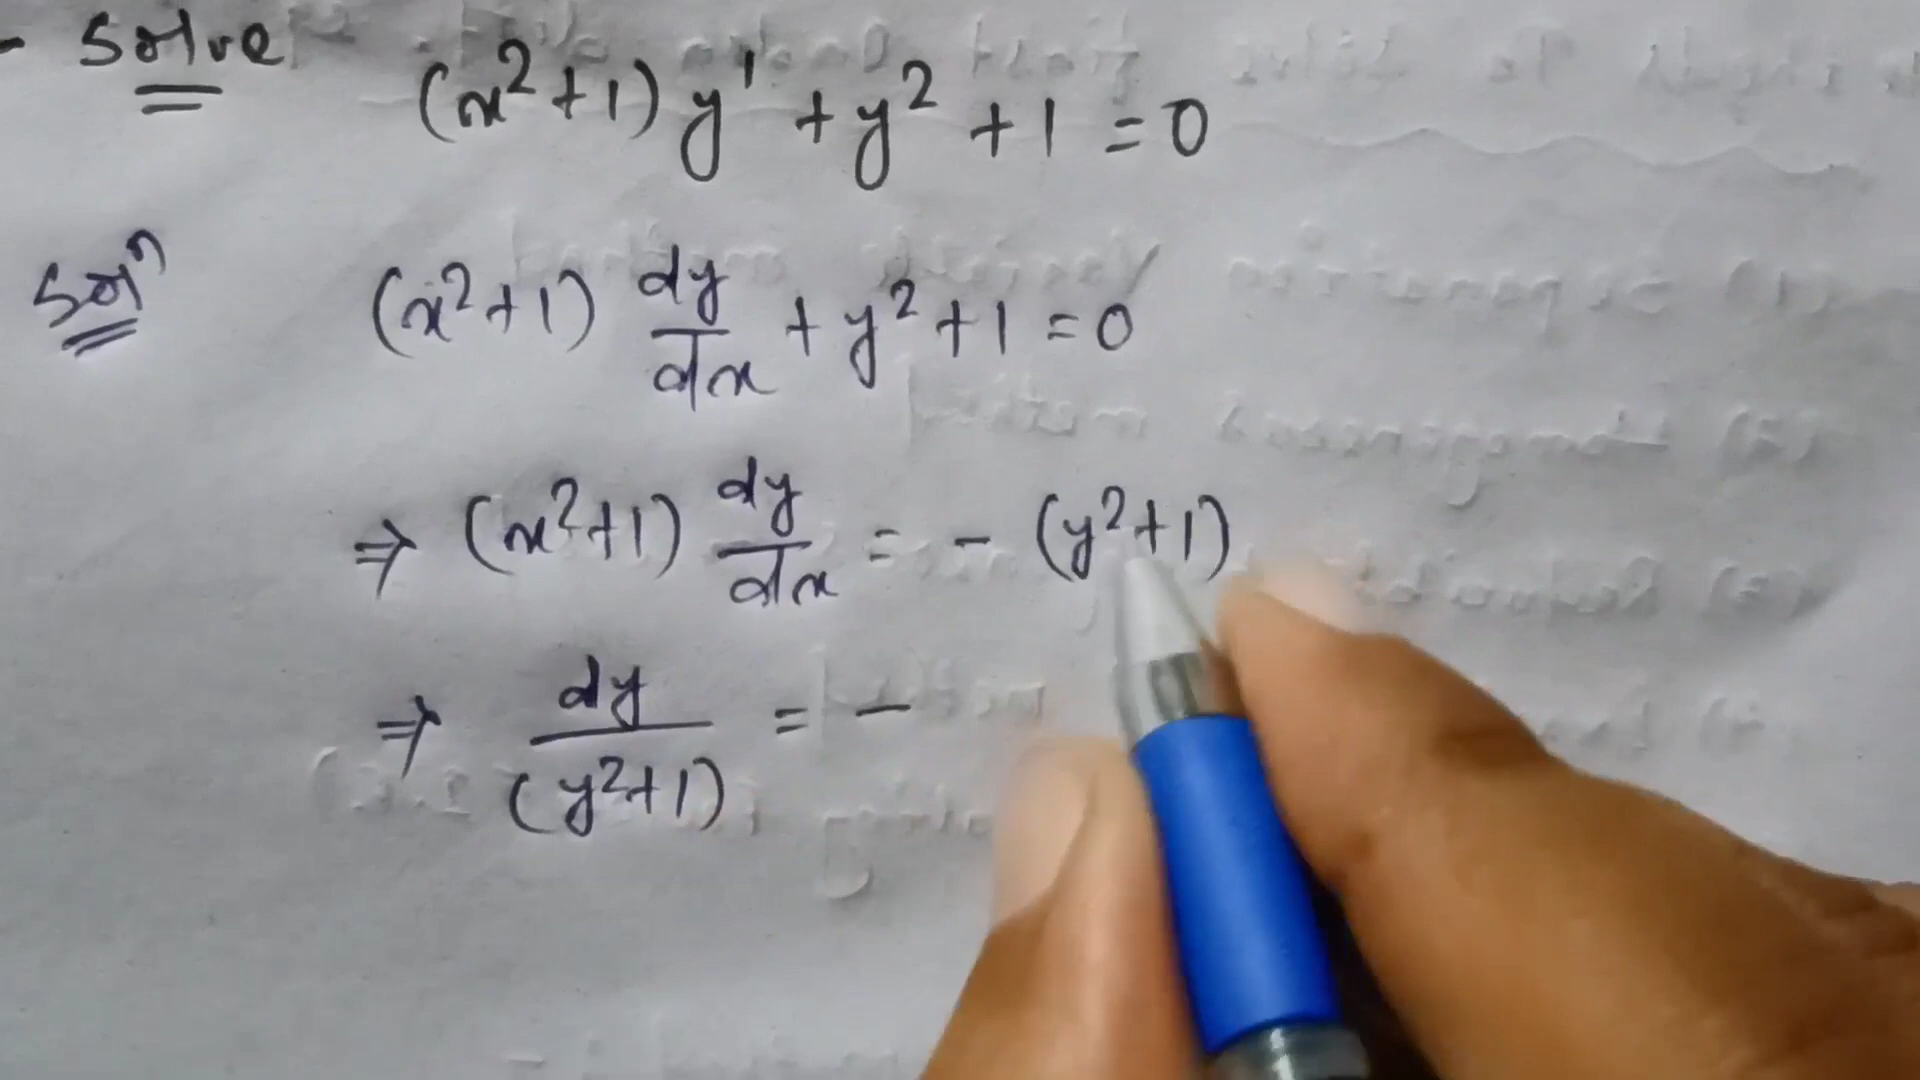 - Solve (x²+1) y' + y² + 1 = 0
Solⁿ (x²+1) dy/dx + y² + 1 = 0
⇒ (x²+1) dy/dx = - (y²+1)
⇒ dy/(y²+1) = -